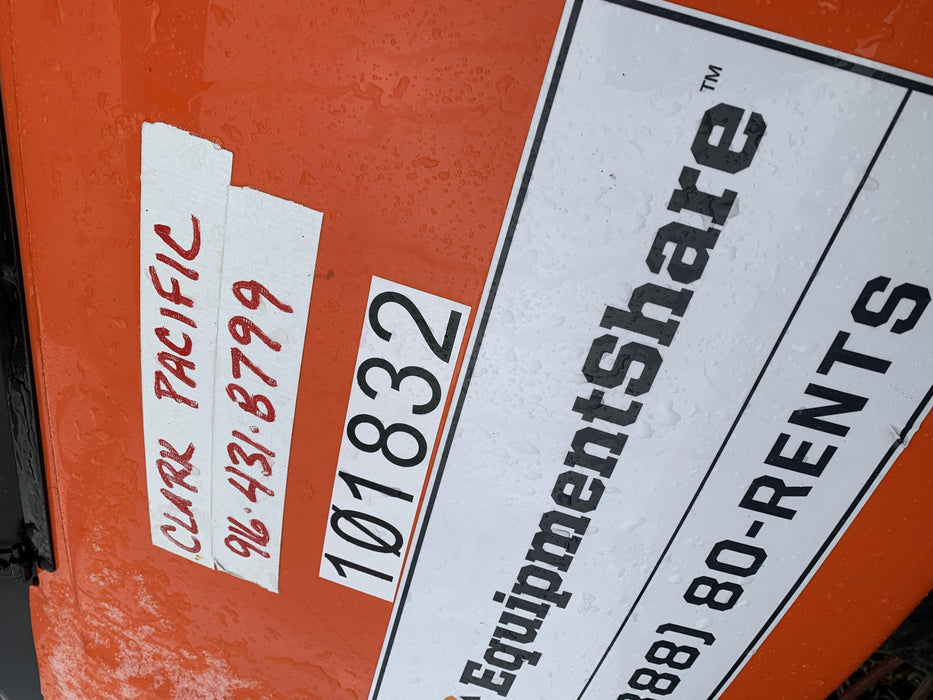 CLARK PACIFIC
916·431·8799
101832
EquipmentShare™
888) 80-RENTS